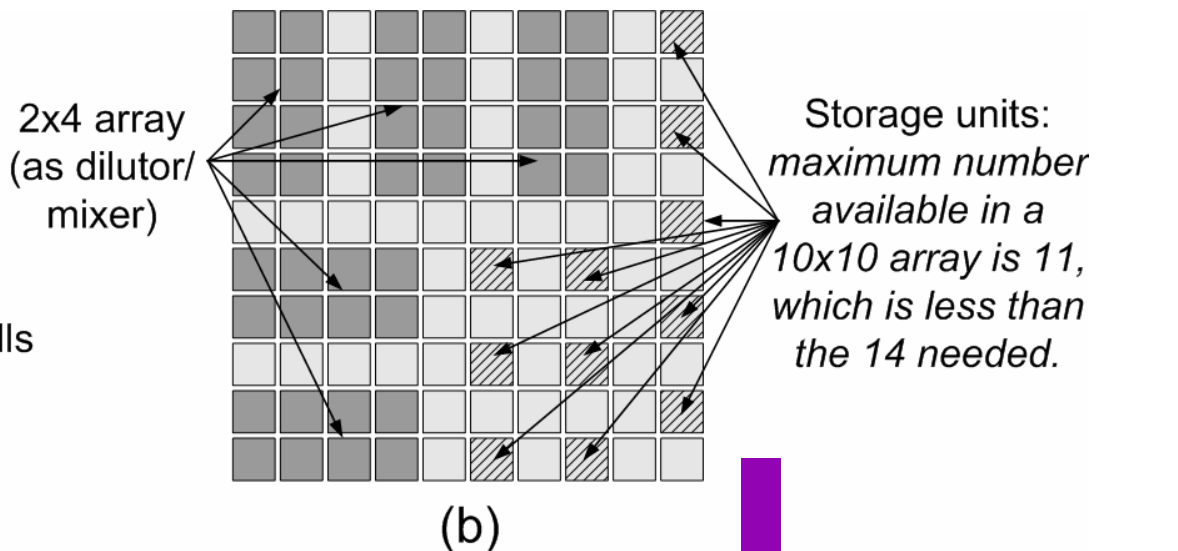 2x4 array
(as dilutor/
mixer)
lls
Storage units:
maximum number
available in a
10x10 array is 11,
which is less than
the 14 needed.
(b)